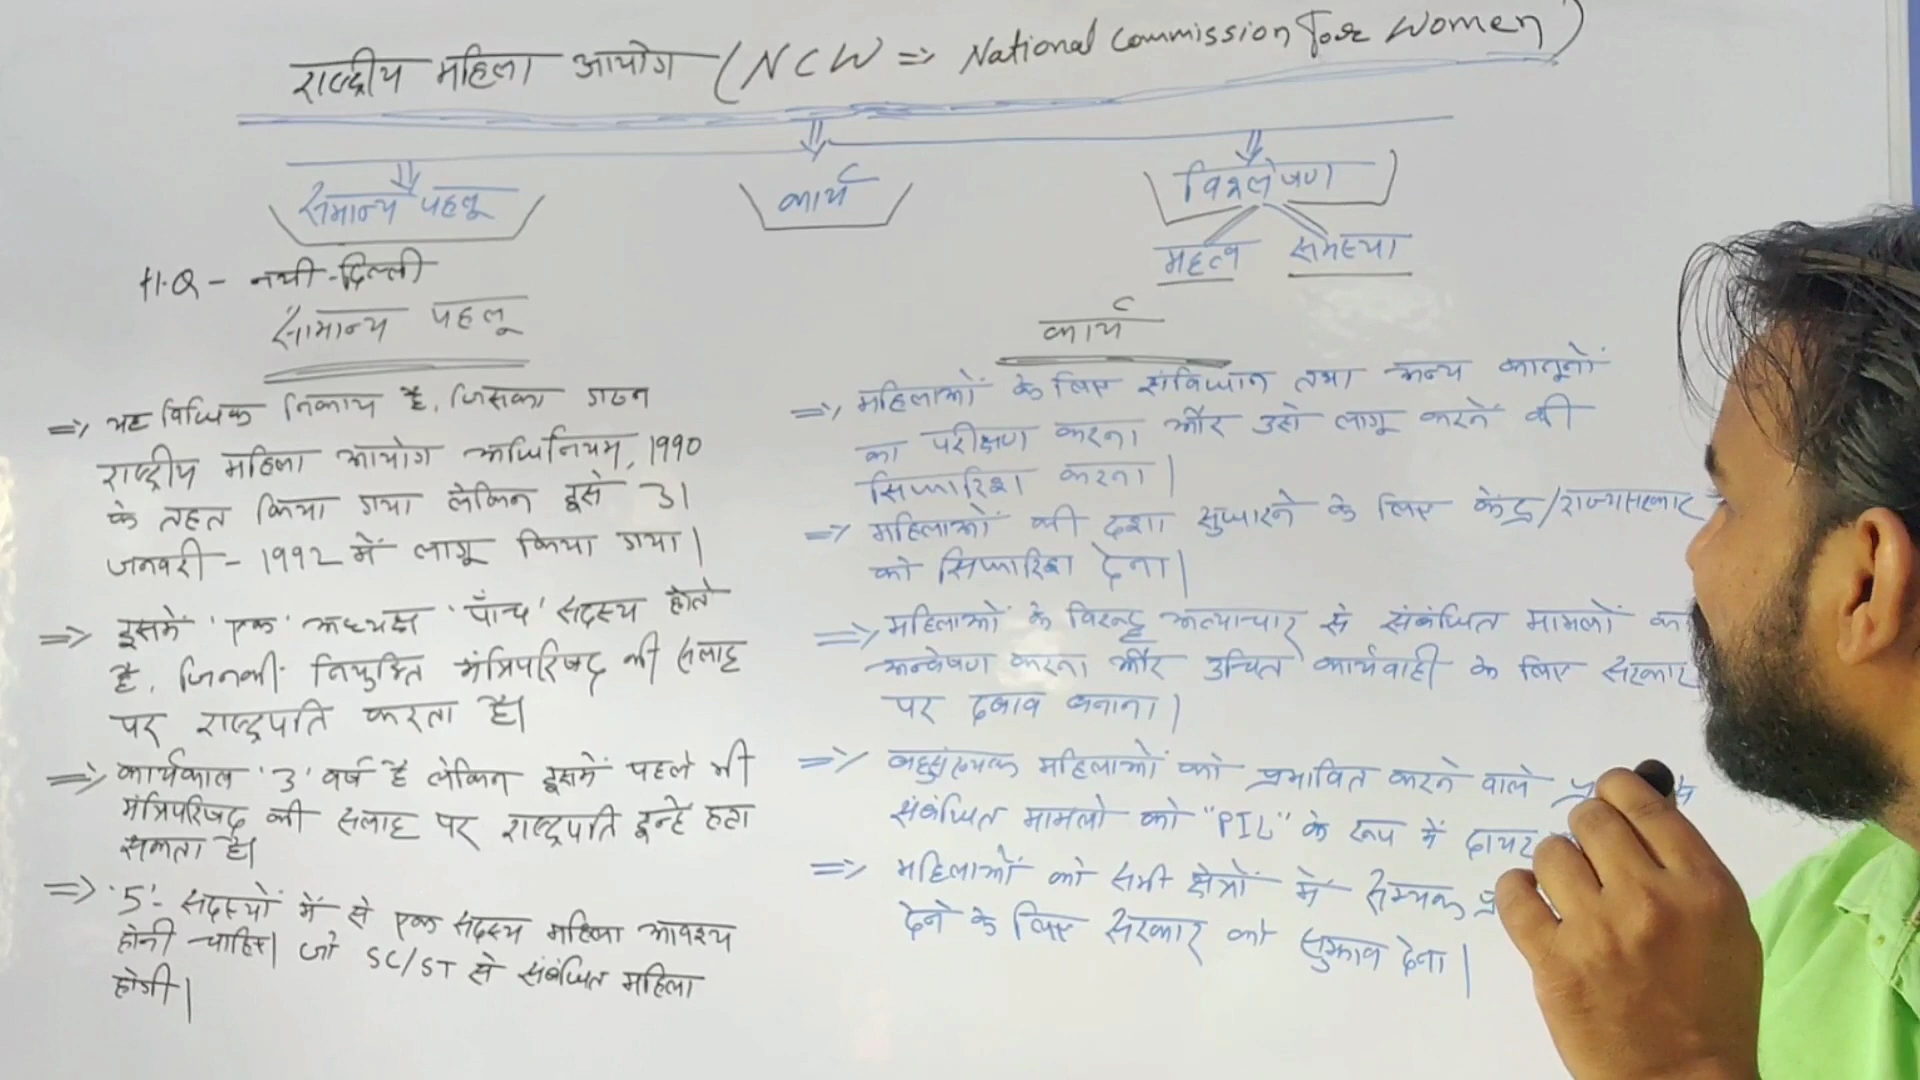 राष्ट्रीय महिला आयोग (NCW => National Commission For Women)
सामान्य पहलू
कार्य
विश्लेषण
महत्व समस्या
H.Q - नयी-दिल्ली
सामान्य पहलू
=> यह विधिक निकाय है, जिसका गठन
राष्ट्रीय महिला आयोग अधिनियम, 1990
के तहत किया गया लेकिन इसे 31
जनवरी - 1992 में लागू किया गया।
=> इसमें 'एक' अध्यक्ष 'पाँच' सदस्य होते
है, जिनकी नियुक्ति मंत्रिपरिषद की सलाह
पर राष्ट्रपति करता है।
=> कार्यकाल '3' वर्ष है लेकिन इसमें पहले भी
मंत्रिपरिषद की सलाह पर राष्ट्रपति इन्हे हटा
सकता है।
=> '5'- सदस्यों में से एक सदस्य महिला आवश्य
होनी चाहिए। जो SC/ST से संबंधित महिला
होगी।
कार्य
=> महिलाओं के लिए संविधान तथा अन्य कानूनों
का परीक्षण करना और उसे लागू करने की
सिफारिश करना।
=> महिलाओं की दशा सुधारने के लिए केंद्र/राज्यसरकार
को सिफारिश देना।
=> महिलाओं के विरुद्ध अत्याचार से संबंधित मामलों का
अन्वेषण करना और उचित कार्यवाही के लिए सरकार
पर दबाव बनाना।
=> बहुसंख्यक महिलाओं को प्रभावित करने वाले
संबंधित मामलो को "PIL" के रूप में दायर
=> महिलाओं को सभी क्षेत्रों में सम्यक
देने के लिए सरकार को सुझाव देना।